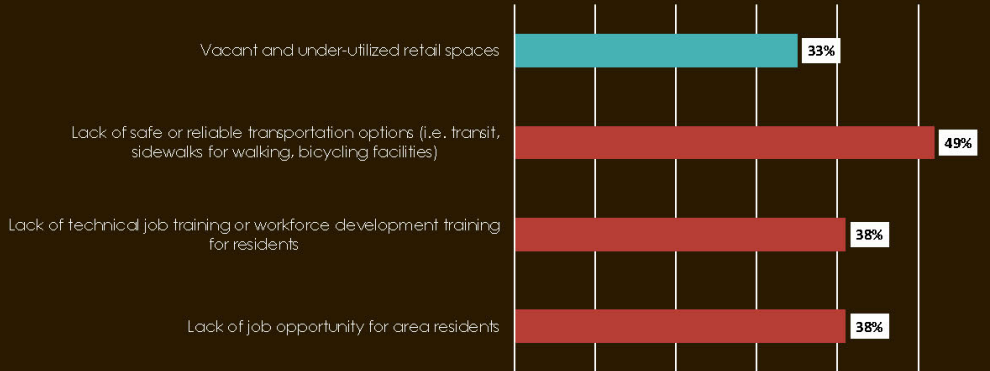 Vacant and under-utilized retail spaces
33%
Lack of safe or reliable transportation options (i.e. transit,
sidewalks for walking, bicycling facilities)
49%
Lack of technical job training or workforce development training
for residents
38%
Lack of job opportunity for area residents
38%